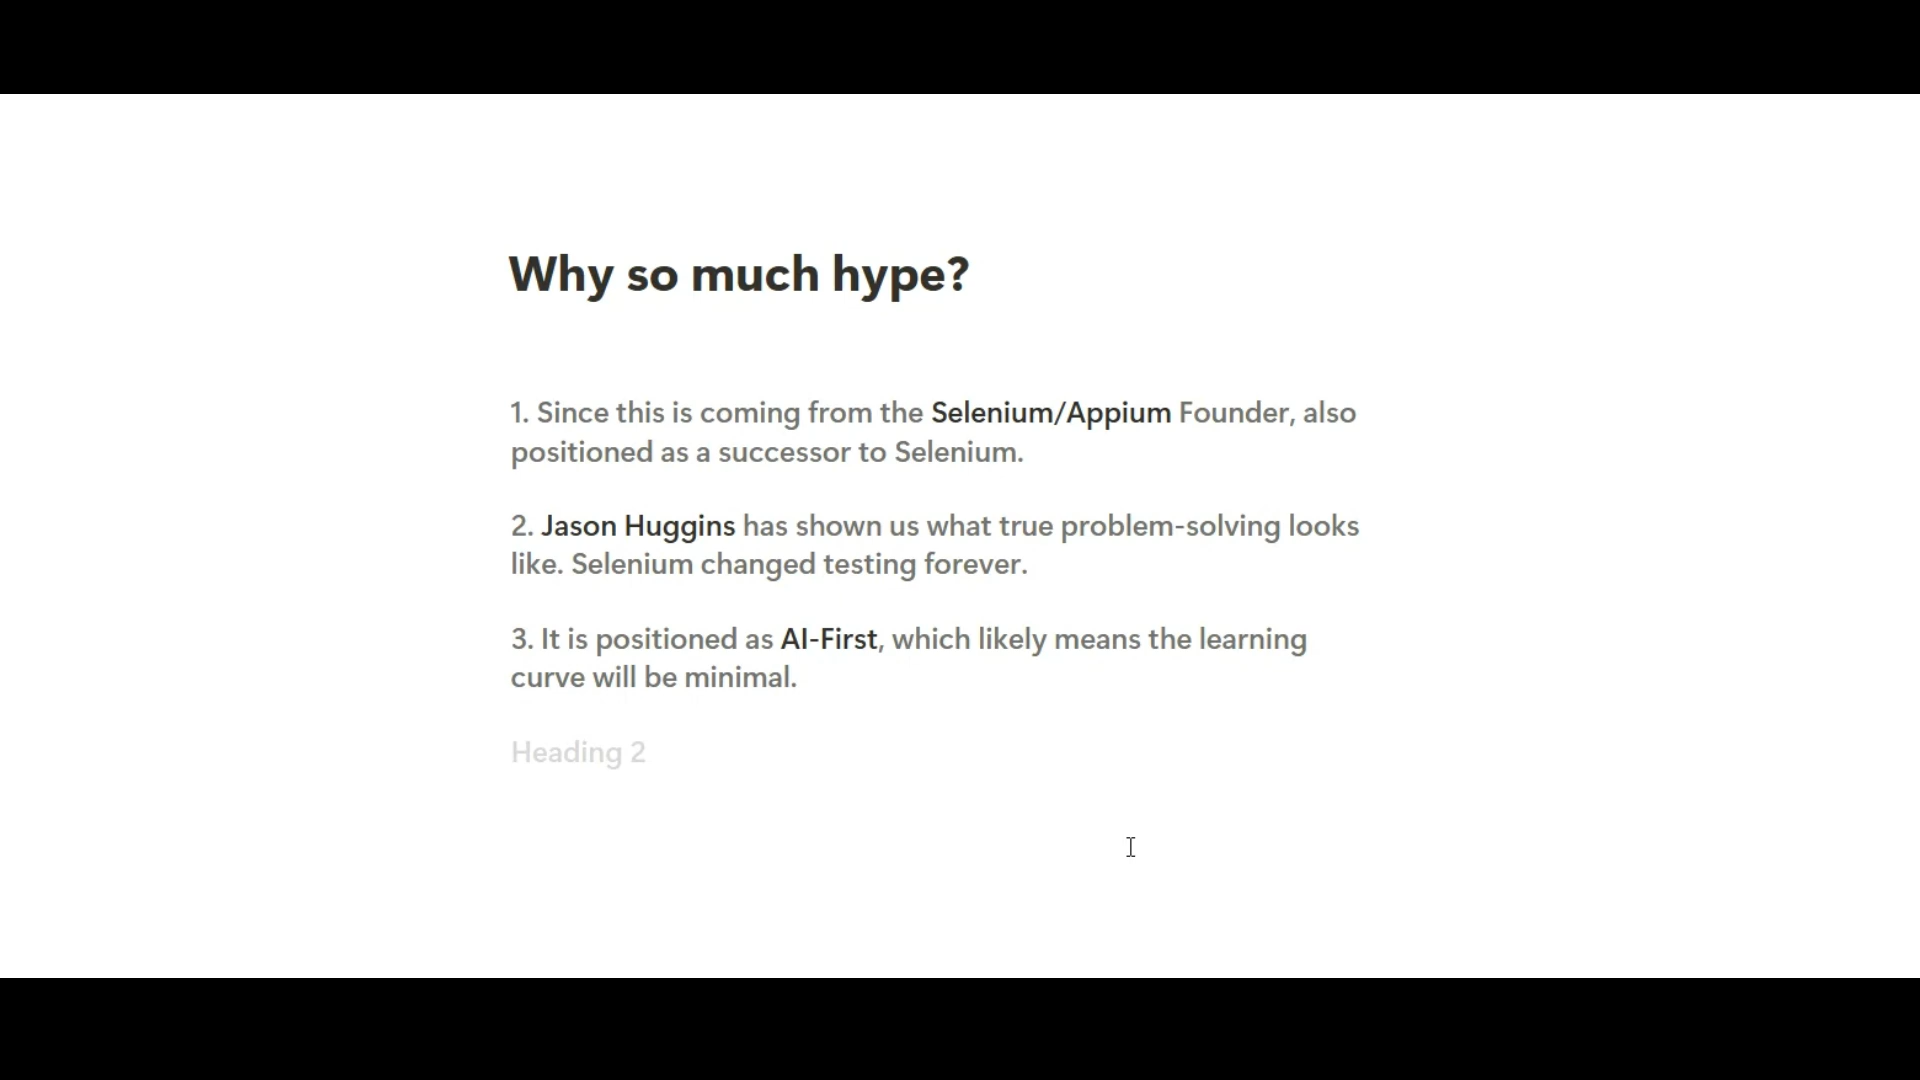 Why so much hype?
1. Since this is coming from the Selenium/Appium Founder, also
positioned as a successor to Selenium.
2. Jason Huggins has shown us what true problem-solving looks
like. Selenium changed testing forever.
3. It is positioned as AI-First, which likely means the learning
curve will be minimal.
Heading 2